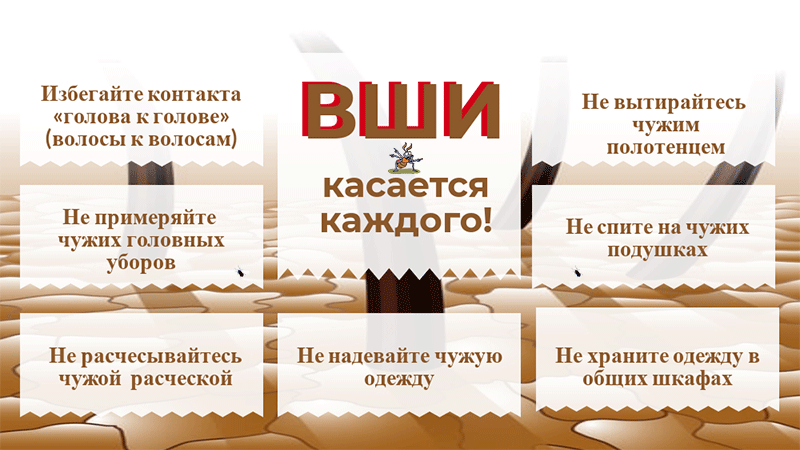 Избегайте контакта
«голова к голове»
(волосы к волосам)
ВШИ
касается
каждого!
Не вытирайтесь
чужим
полотенцем
Не примеряйте
чужих головных
уборов
Не спите на чужих
подушках
Не расчесывайтесь
чужой расческой
Не надевайте чужую
одежду
Не храните одежду в
общих шкафах